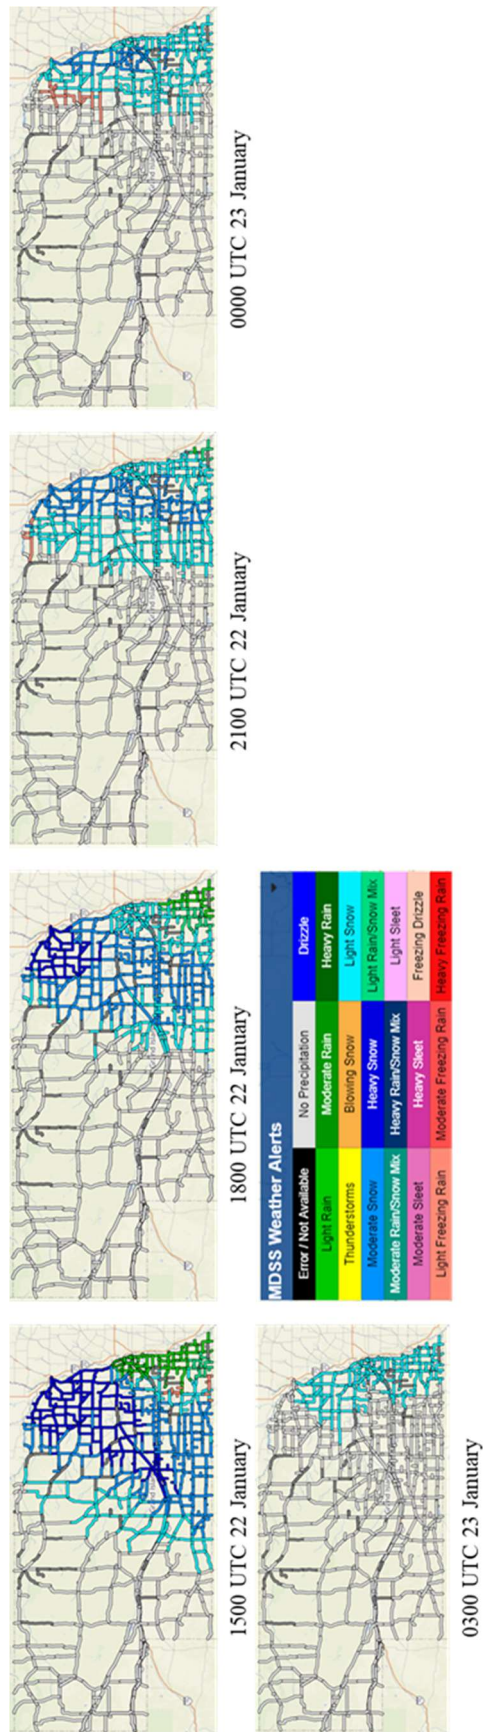 1500 UTC 22 January
1800 UTC 22 January
2100 UTC 22 January
0000 UTC 23 January
0300 UTC 23 January
MDSS Weather Alerts
Error / Not Available
No Precipitation
Drizzle
Light Rain
Moderate Rain
Heavy Rain
Thunderstorms
Blowing Snow
Light Snow
Moderate Snow
Heavy Snow
Light Rain/Snow Mix
Moderate Rain/Snow Mix
Heavy Rain/Snow Mix
Light Sleet
Moderate Sleet
Heavy Sleet
Freezing Drizzle
Light Freezing Rain
Moderate Freezing Rain
Heavy Freezing Rain